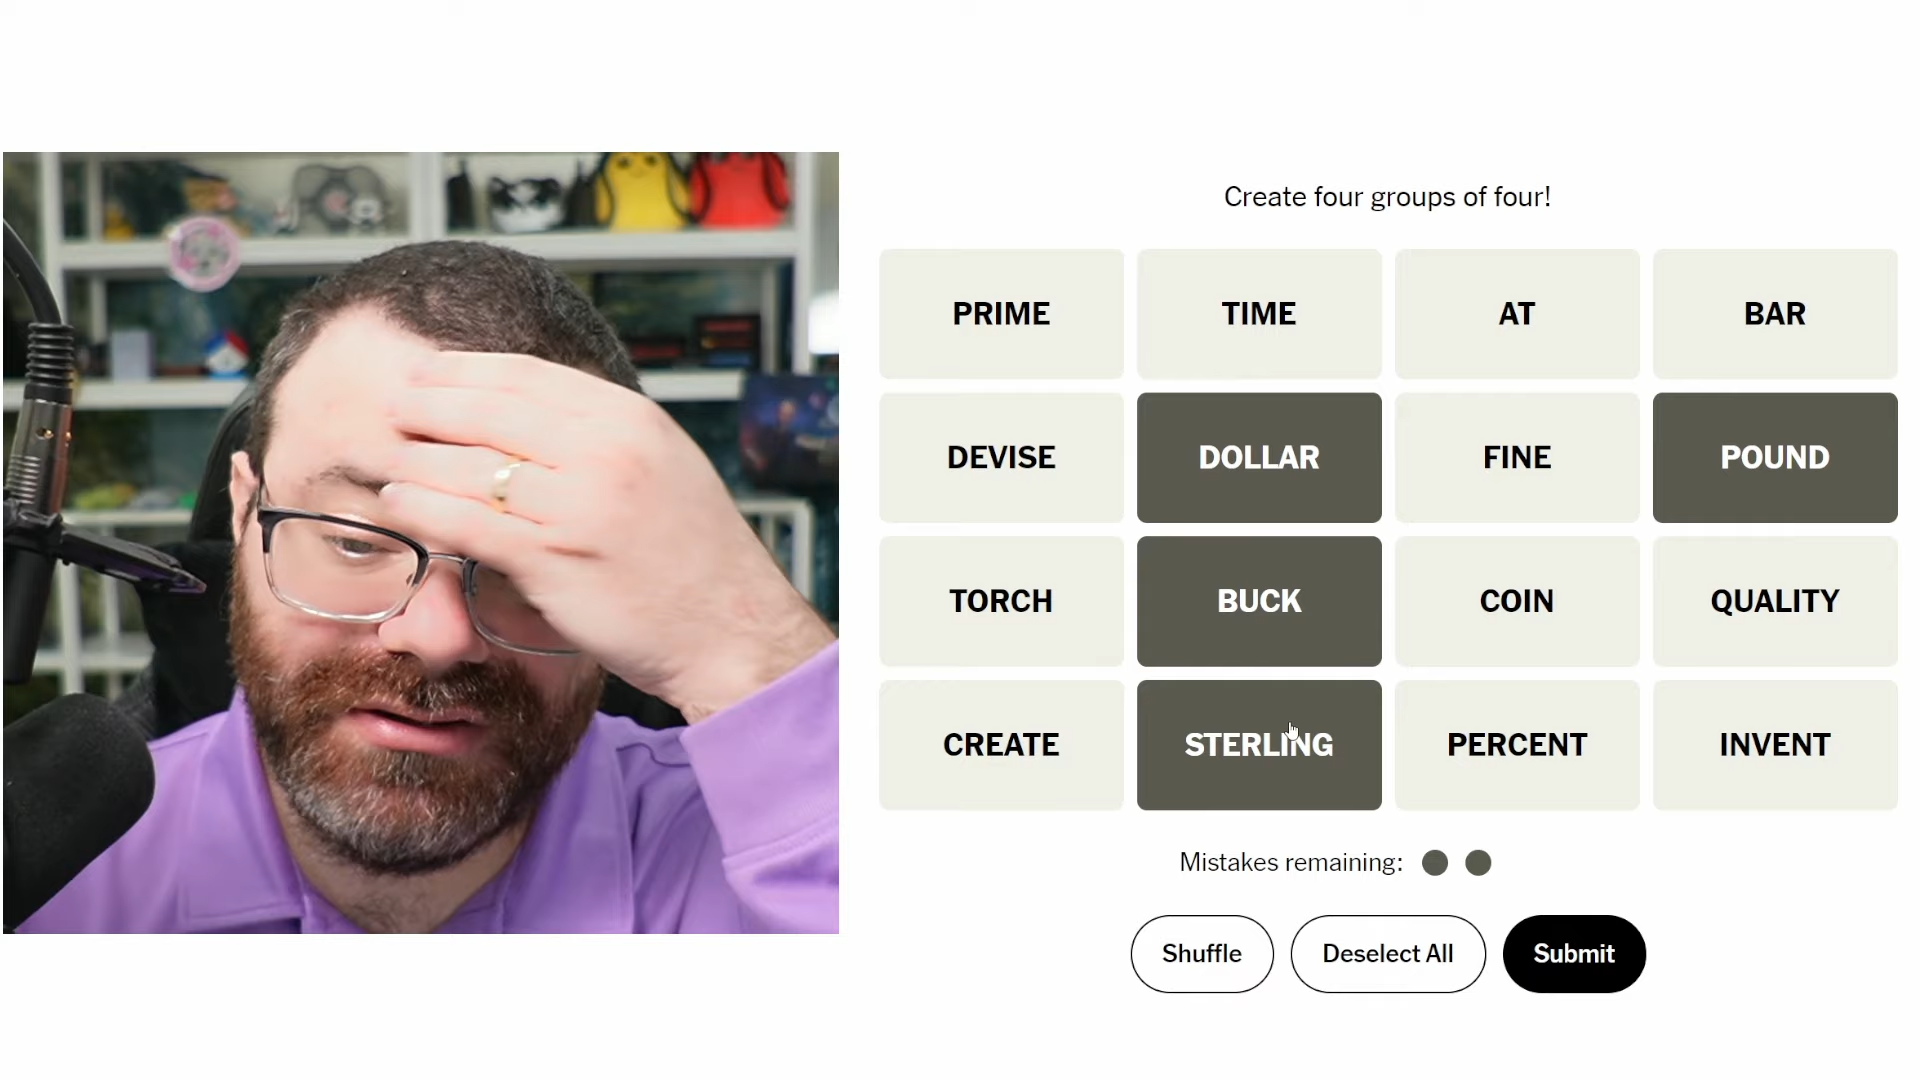 Create four groups of four!
PRIME TIME AT BAR
DEVISE DOLLAR FINE POUND
TORCH BUCK COIN QUALITY
CREATE STERLING PERCENT INVENT
Mistakes remaining:
Shuffle Deselect All Submit